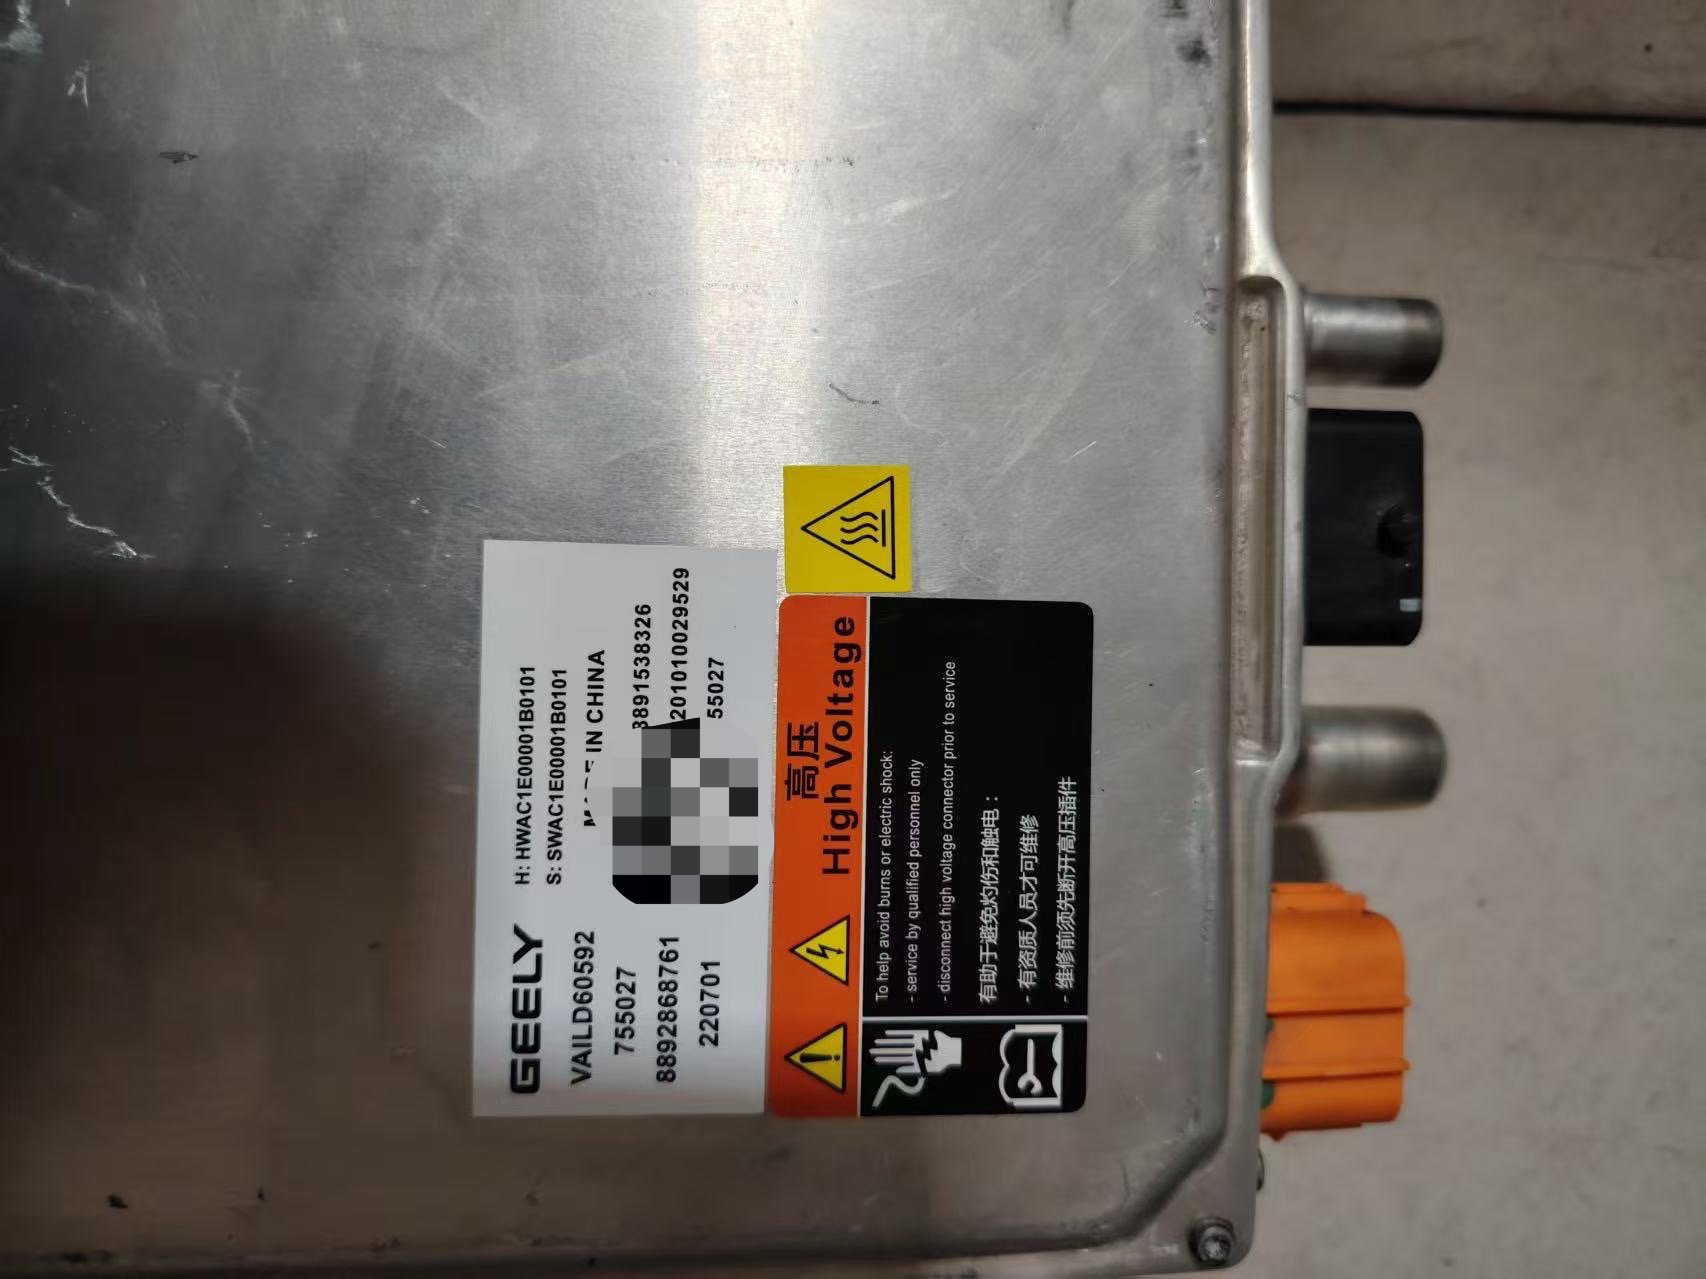 GEELY
H: HWAC1E00001B0101
S: SWAC1E00001B0101
VAILD60592
MADE IN CHINA
755027
8891538326
8892868761
201010029529
220701
55027
高压
High Voltage
To help avoid burns or electric shock:
- service by qualified personnel only
- disconnect high voltage connector prior to service
有助于避免灼伤和触电：
- 有资质人员才可维修
- 维修前须先断开高压插件